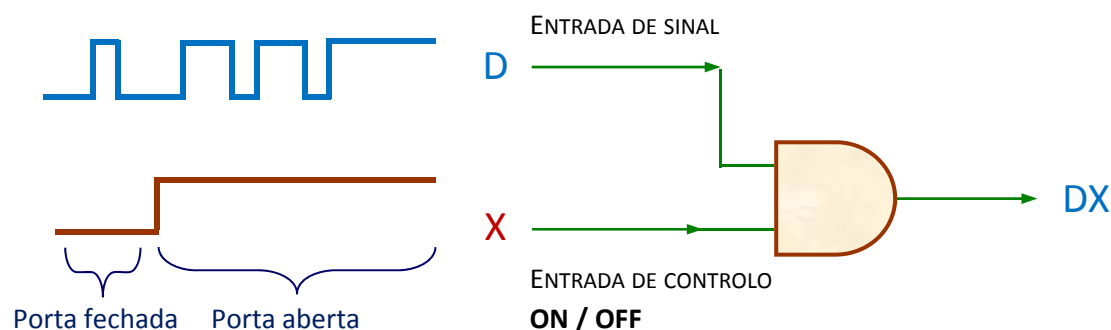 ENTRADA DE SINAL
D
X
DX
ENTRADA DE CONTROLO
Porta fechada
Porta aberta
ON / OFF